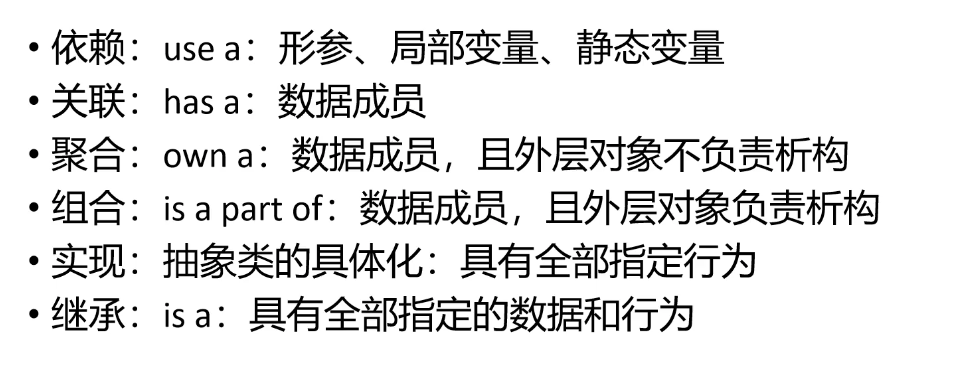 • 依赖：use a：形参、局部变量、静态变量
• 关联：has a：数据成员
• 聚合：own a：数据成员，且外层对象不负责析构
• 组合：is a part of：数据成员，且外层对象负责析构
• 实现：抽象类的具体化：具有全部指定行为
• 继承：is a：具有全部指定的数据和行为